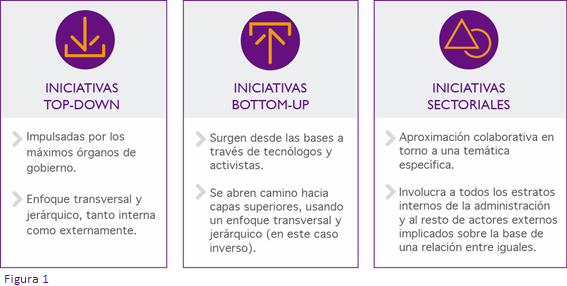 INICIATIVAS
TOP-DOWN
Impulsadas por los
máximos órganos de
gobierno.
Enfoque transversal y
jerárquico, tanto interna
como externamente.
INICIATIVAS
BOTTOM-UP
Surgen desde las bases a
través de tecnólogos y
activistas.
Se abren camino hacia
capas superiores, usando
un enfoque transversal y
jerárquico (en este caso
inverso).
INICIATIVAS
SECTORIALES
Aproximación colaborativa en
torno a una temática
específica.
Involucra a todos los estratos
internos de la administración
y al resto de actores externos
implicados sobre la base de
una relación entre iguales.
Figura 1